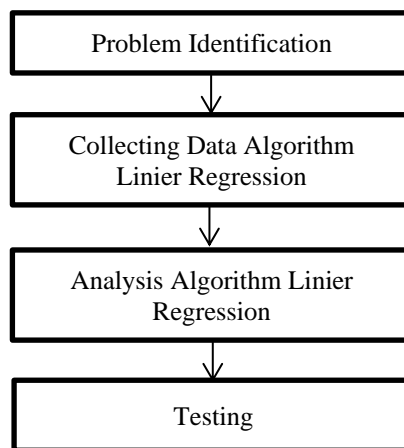 Problem Identification
Collecting Data Algorithm
Linier Regression
Analysis Algorithm Linier
Regression
Testing